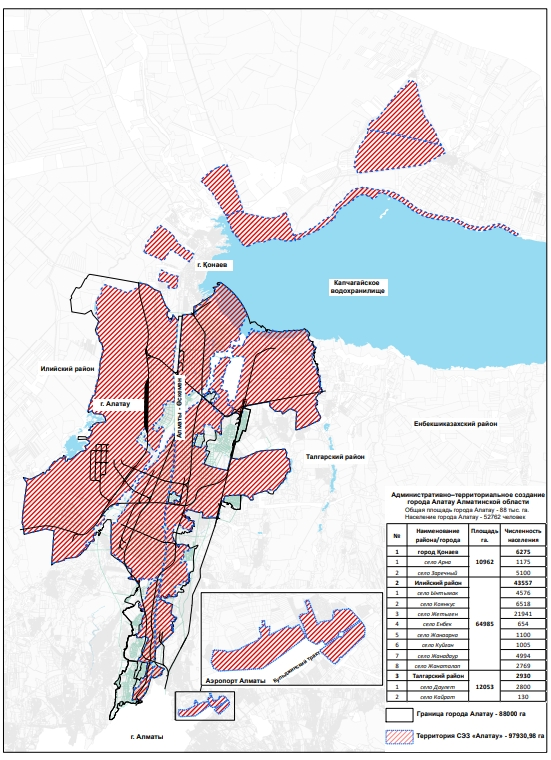 г. Қонаев
Капчагайское
водохранилище
Илийский район
г. Алатау
Алматы - Өскемен
Енбекшиказахский район
Талгарский район
Административно–территориальное создание
города Алатау Алматинской области
Общая площадь города Алатау - 88 тыс. га.
Население города Алатау - 52762 человек
№ Наименование района/города Площадь га. Численность населения
1 город Қонаев 10962 6275
1 село Арна 1175
2 село Заречный 5100
2 Илийский район 64985 43557
1 село Ынтымак 4576
2 село Коянкус 6518
3 село Жетыген 21941
4 село Енбек 654
5 село Жанаарна 1100
6 село Куйган 1005
7 село Жанадаур 4994
8 село Жанаталап 2769
3 Талгарский район 12053 2930
1 село Даулет 2800
2 село Кайрат 130
Аэропорт Алматы
Кульджинский тракт
Граница города Алатау - 88000 га
Территория СЭЗ «Алатау» - 97930,98 га
г. Алматы